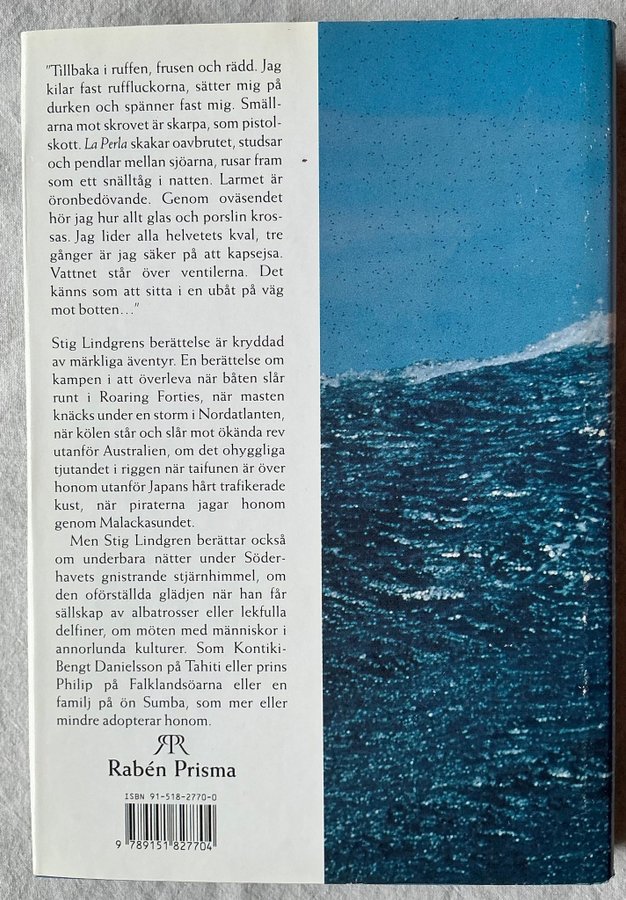 "Tillbaka i ruffen, frusen och rädd. Jag
kilar fast ruffluckorna, sätter mig på
durken och spänner fast mig. Smäll-
arna mot skrovet är skarpa, som pistol-
skott. La Perla skakar oavbrutet, studsar
och pendlar mellan sjöarna, rusar fram
som ett snälltåg i natten. Larmet är
öronbedövande. Genom oväsendet
hör jag hur allt glas och porslin kros-
sas. Jag lider alla helvetets kval, tre
gånger är jag säker på att kapsejsa.
Vattnet står över ventilerna. Det
känns som att sitta i en ubåt på väg
mot botten..."
Stig Lindgrens berättelse är kryddad
av märkliga äventyr. En berättelse om
kampen i att överleva när båten slår
runt i Roaring Forties, när masten
knäcks under en storm i Nordatlanten,
när kölen står och slår mot ökända rev
utanför Australien, om det ohyggliga
tjutandet i riggen när taifunen är över
honom utanför Japans hårt trafikerade
kust, när piraterna jagar honom
genom Malackasundet.
Men Stig Lindgren berättar också
om underbara nätter under Söder-
havets gnistrande stjärnhimmel, om
den oförställda glädjen när han får
sällskap av albatrosser eller lekfulla
delfiner, om möten med människor i
annorlunda kulturer. Som Kontiki-
Bengt Danielsson på Tahiti eller prins
Philip på Falklandsöarna eller en
familj på ön Sumba, som mer eller
mindre adopterar honom.
Rabén Prisma
ISBN 91-518-2770-0
9 789151 827704